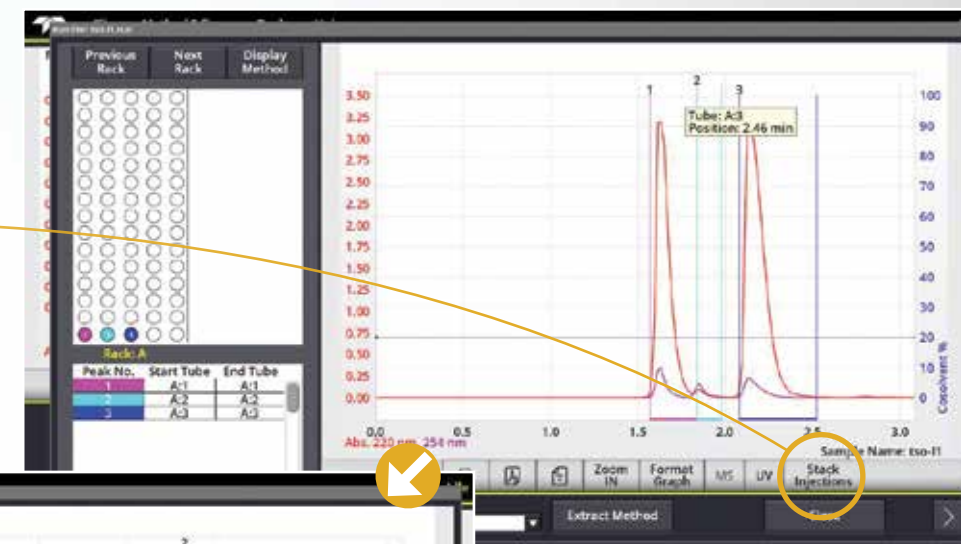 Previous Rack
Next Rack
Display Method
Rack: A
Peak No. Start Tube End Tube
1 A:1 A:1
2 A:2 A:2
3 A:3 A:3
1 2 3
Tube: A:3
Position: 2.46 min
3.50
3.25
3.00
2.75
2.50
2.25
2.00
1.75
1.50
1.25
1.00
0.75
0.50
0.25
0.00
100
90
80
70
60
50
40
30
20
10
0
Cosolvent %
0.0 0.5 1.0 1.5 2.0 2.5 3.0
Abs. 220 nm, 254 nm
Sample Name: tso-I1
Zoom IN
Format Graph
MS
UV
Stack Injections
Extract Method
Close
2